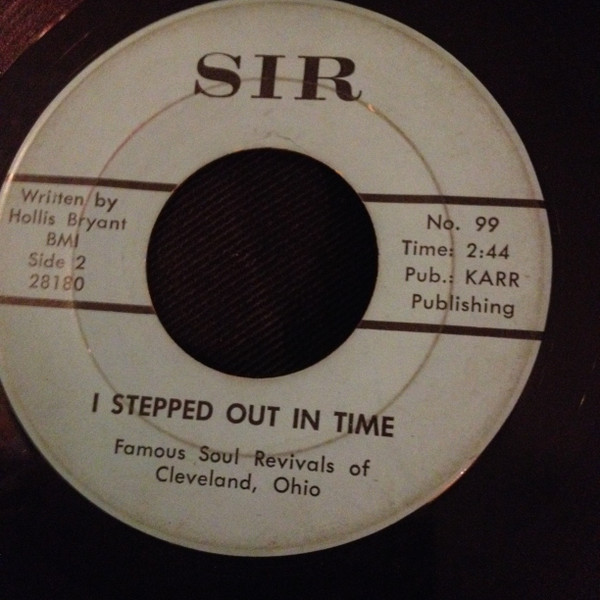 SIR
Written by
Hollis Bryant
BMI
Side 2
28180
No. 99
Time: 2:44
Pub.: KARR
Publishing
I STEPPED OUT IN TIME
Famous Soul Revivals of
Cleveland, Ohio